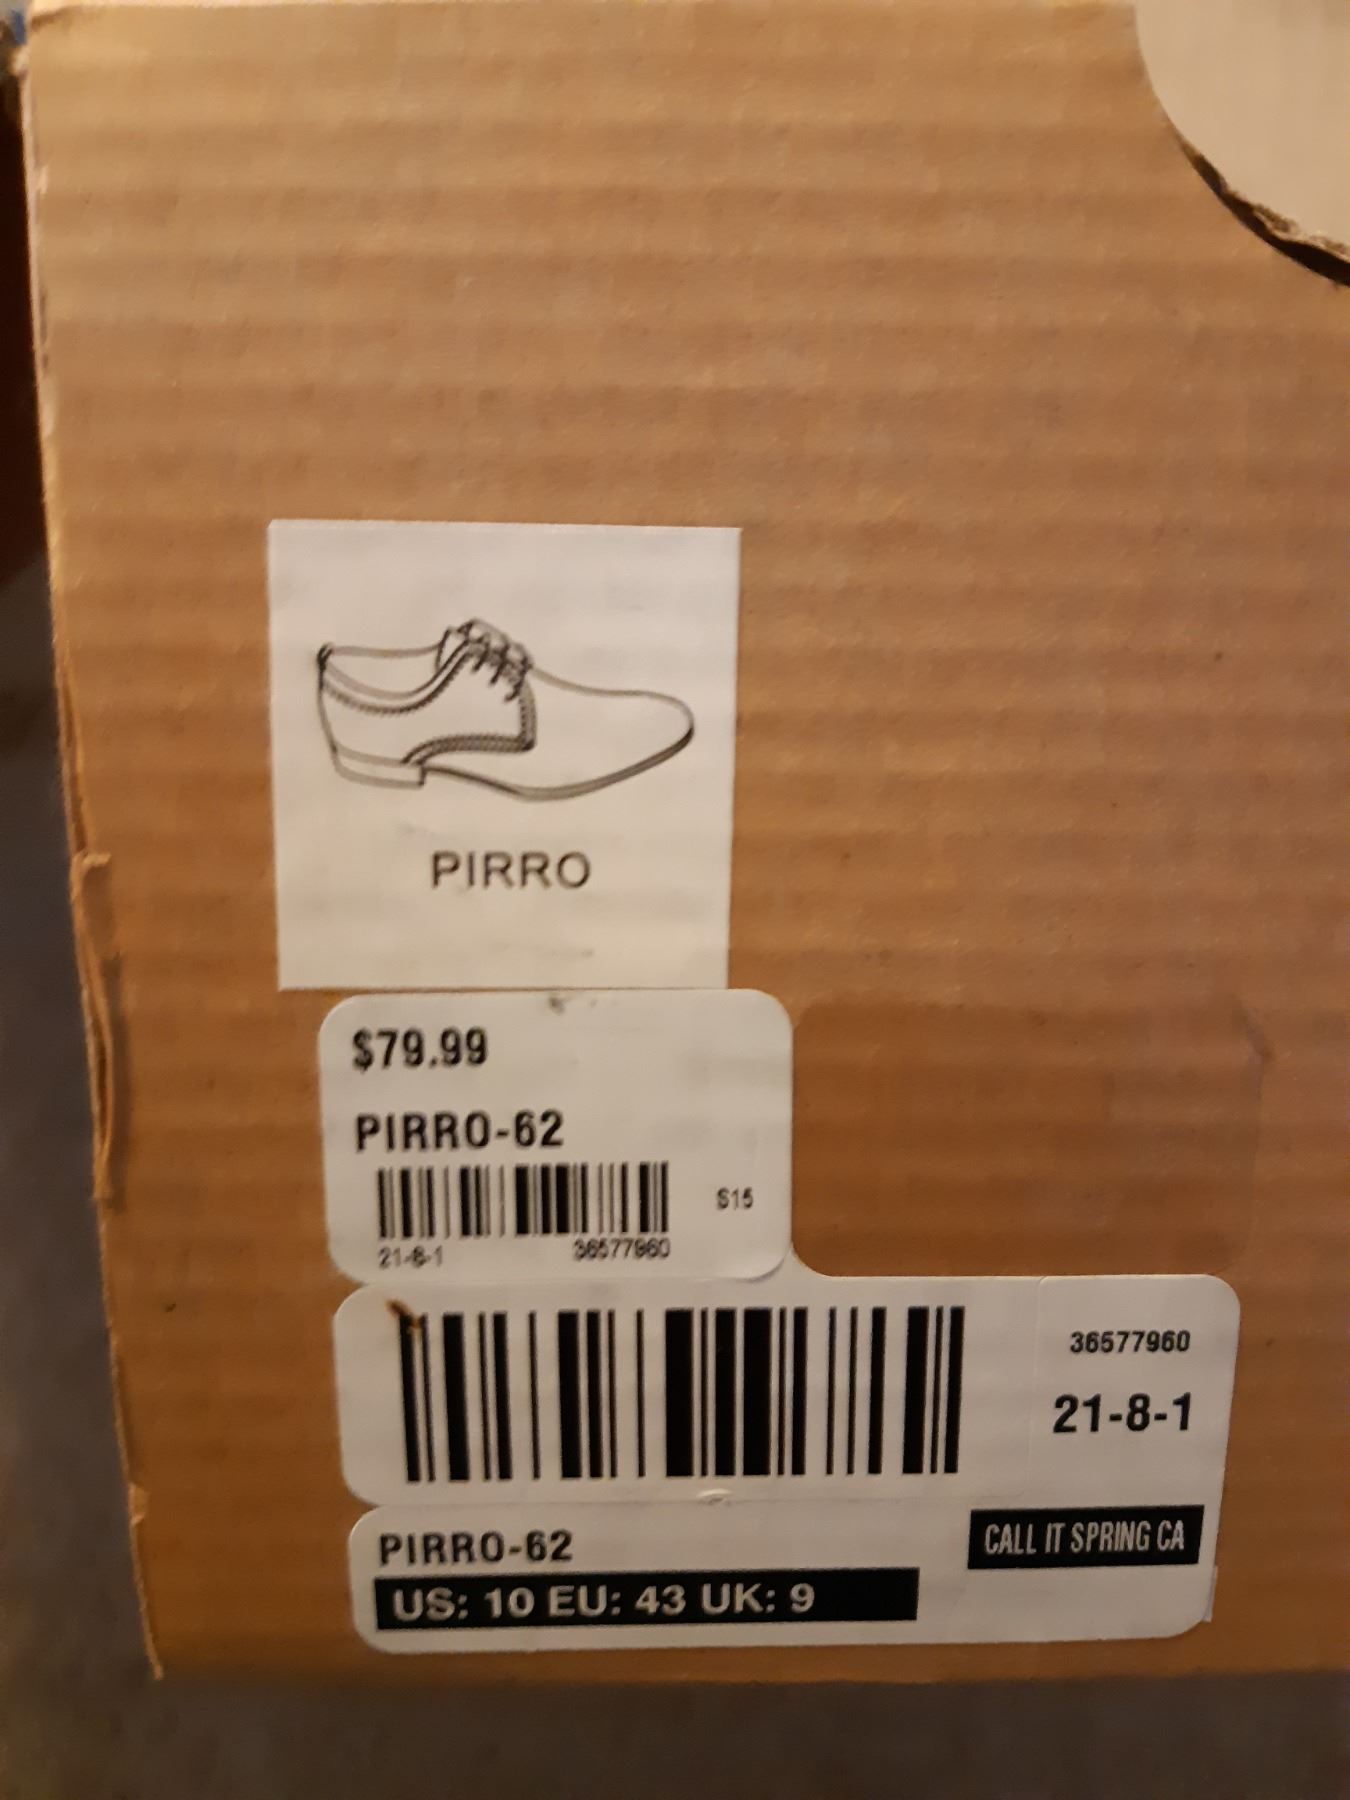 PIRRO
$79.99
PIRRO-62
S15
21-8-1 36577960
36577960
21-8-1
PIRRO-62
CALL IT SPRING CA
US: 10 EU: 43 UK: 9